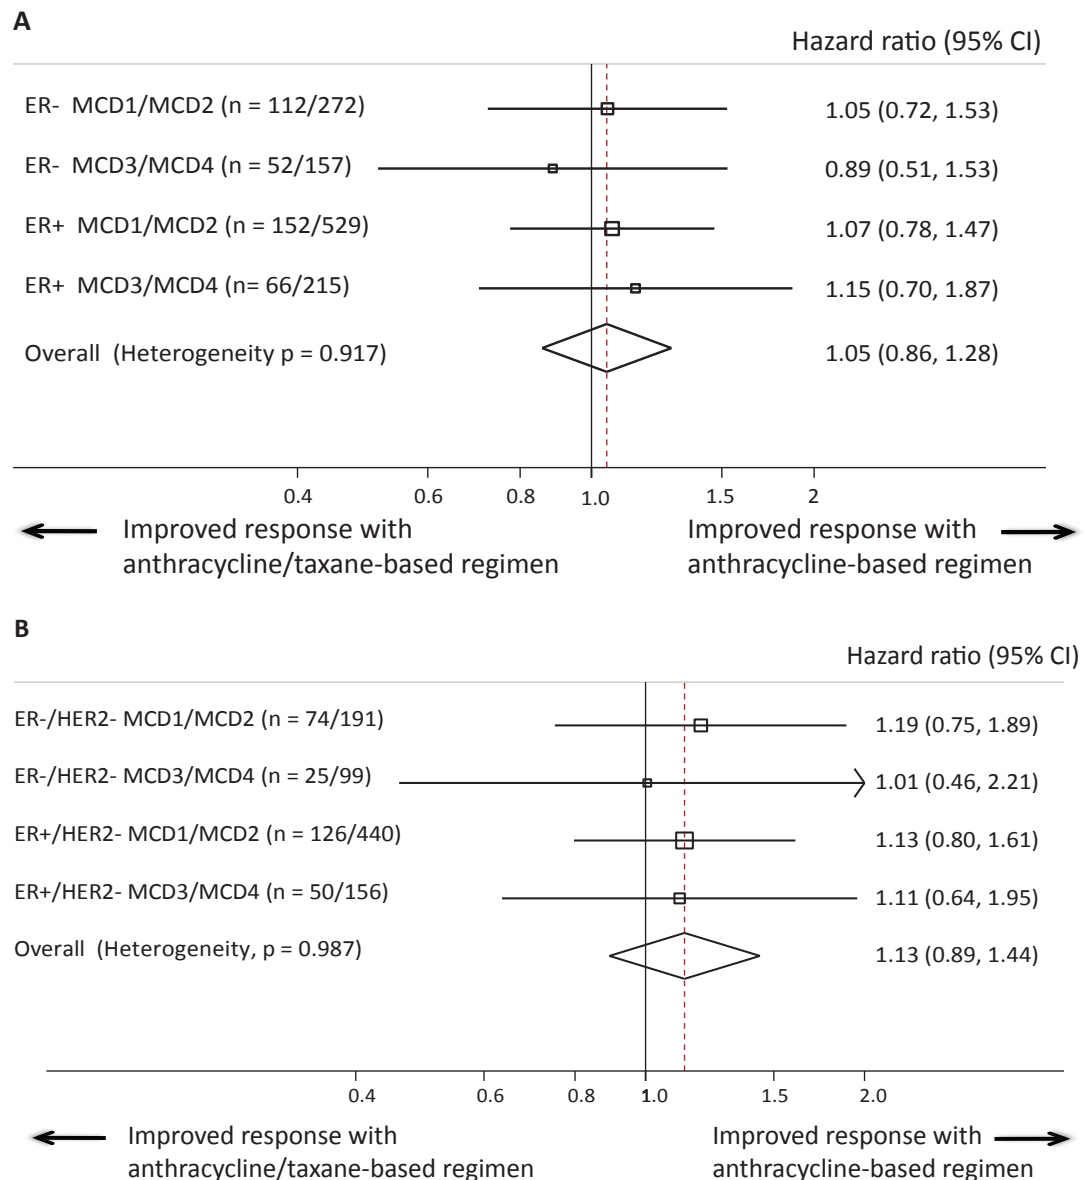 A
Hazard ratio (95% CI)
ER- MCD1/MCD2 (n = 112/272) 1.05 (0.72, 1.53)
ER- MCD3/MCD4 (n = 52/157) 0.89 (0.51, 1.53)
ER+ MCD1/MCD2 (n = 152/529) 1.07 (0.78, 1.47)
ER+ MCD3/MCD4 (n= 66/215) 1.15 (0.70, 1.87)
Overall (Heterogeneity p = 0.917) 1.05 (0.86, 1.28)
0.4 0.6 0.8 1.0 1.5 2
Improved response with Improved response with
anthracycline/taxane-based regimen anthracycline-based regimen
B
Hazard ratio (95% CI)
ER-/HER2- MCD1/MCD2 (n = 74/191) 1.19 (0.75, 1.89)
ER-/HER2- MCD3/MCD4 (n = 25/99) 1.01 (0.46, 2.21)
ER+/HER2- MCD1/MCD2 (n = 126/440) 1.13 (0.80, 1.61)
ER+/HER2- MCD3/MCD4 (n = 50/156) 1.11 (0.64, 1.95)
Overall (Heterogeneity, p = 0.987) 1.13 (0.89, 1.44)
0.4 0.6 0.8 1.0 1.5 2.0
Improved response with Improved response with
anthracycline/taxane-based regimen anthracycline-based regimen